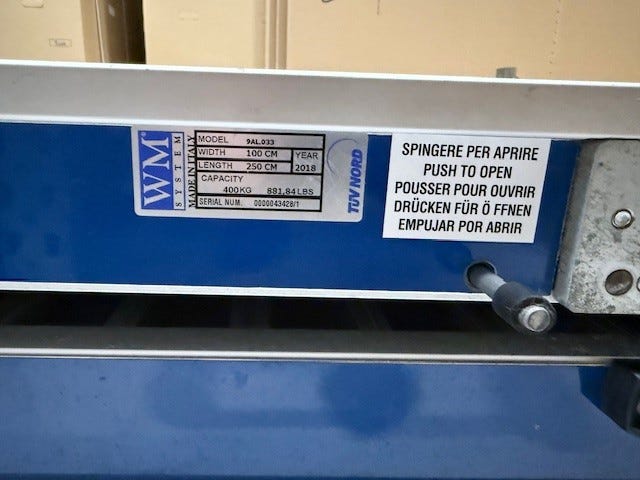 WM®
SYSTEM
MADE IN ITALY
MODEL 9AL.033
WIDTH 100 CM YEAR
LENGTH 250 CM 2018
CAPACITY
400KG 881,84 LBS
SERIAL NUM. 0000043428/1
TÜV NORD
SPINGERE PER APRIRE
PUSH TO OPEN
POUSSER POUR OUVRIR
DRÜCKEN FÜR Ö FFNEN
EMPUJAR POR ABRIR